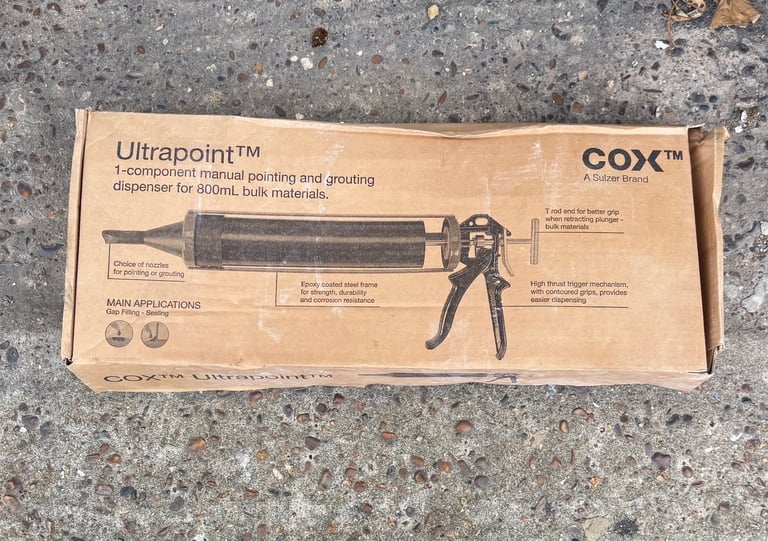 Ultrapoint™
1-component manual pointing and grouting
dispenser for 800mL bulk materials.
COX™
A Sulzer Brand
T rod end for better grip
when retracting plunger -
bulk materials
Choice of nozzles
for pointing or grouting
Epoxy coated steel frame
for strength, durability
and corrosion resistance
High thrust trigger mechanism,
with contoured grips, provides
easier dispensing
MAIN APPLICATIONS
Gap Filling - Sealing
COX™ Ultrapoint™